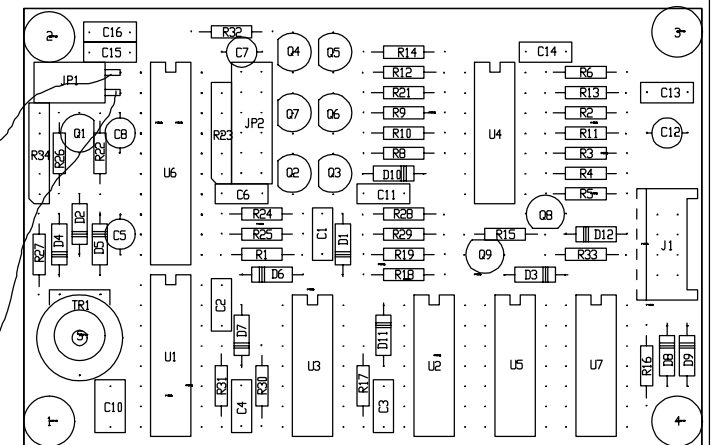 2
C16
C15
R32
C7
Q4
Q5
R14
C14
3
JP1
R12
R21
R9
R10
R8
R6
R13
R2
R11
R3
R4
R5
C13
C12
R34
Q1
C8
R26
R22
U6
R23
JP2
Q7
Q6
Q2
Q3
D10
U4
C6
C11
D2
R24
R25
R1
C1
D1
R28
R29
R19
R18
Q8
R15
Q9
D12
R33
J1
R27
D4
D5
C5
D6
D3
TR1
5
U1
C2
D7
U3
D11
U2
U5
U7
R16
D8
D9
1
C10
R31
C4
R30
R17
C3
4